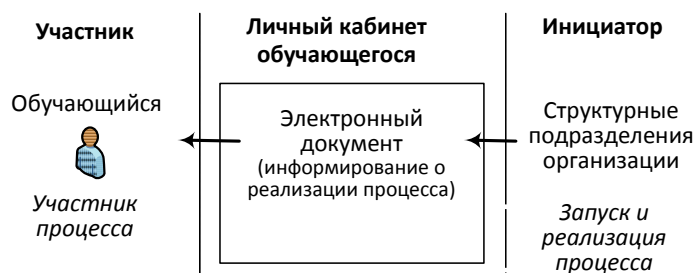 Участник
Обучающийся
Участник
процесса
Личный кабинет
обучающегося
Электронный
документ
(информирование о
реализации процесса)
Инициатор
Структурные
подразделения
организации
Запуск и
реализация
процесса